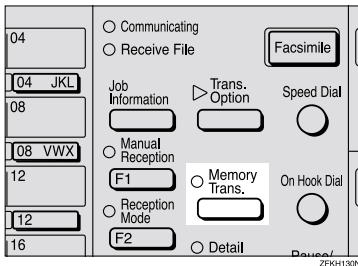 04
Communicating
Receive File
Facsimile
04 JKL
Job
Information
Trans.
Option
Speed Dial
08
08 VWX
Manual
Reception
12
F1
Memory
Trans.
On Hook Dial
12
Reception
Mode
16
F2
Detail
Pause/
ZFKH130N